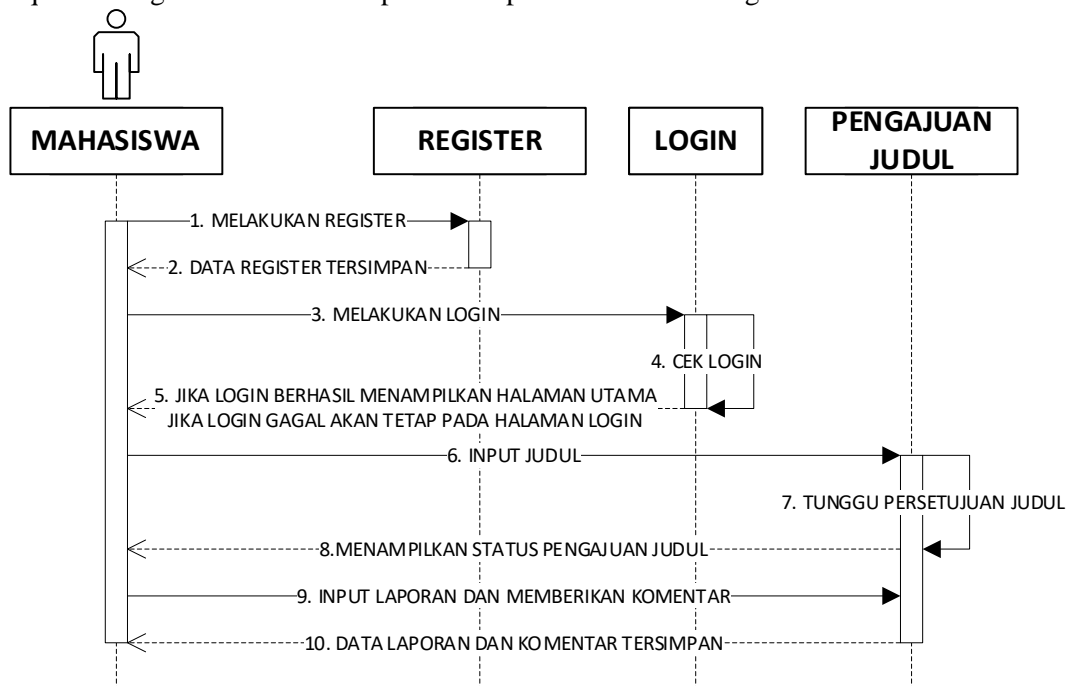 MAHASISWA
REGISTER
LOGIN
PENGAJUAN
JUDUL
1. MELAKUKAN REGISTER
2. DATA REGISTER TERSIMPAN
3. MELAKUKAN LOGIN
4. CEK LOGIN
5. JIKA LOGIN BERHASIL MENAMPILKAN HALAMAN UTAMA
JIKA LOGIN GAGAL AKAN TETAP PADA HALAMAN LOGIN
6. INPUT JUDUL
7. TUNGGU PERSETUJUAN JUDUL
8.MENAMPILKAN STATUS PENGAJUAN JUDUL
9. INPUT LAPORAN DAN MEMBERIKAN KOMENTAR
10. DATA LAPORAN DAN KOMENTAR TERSIMPAN